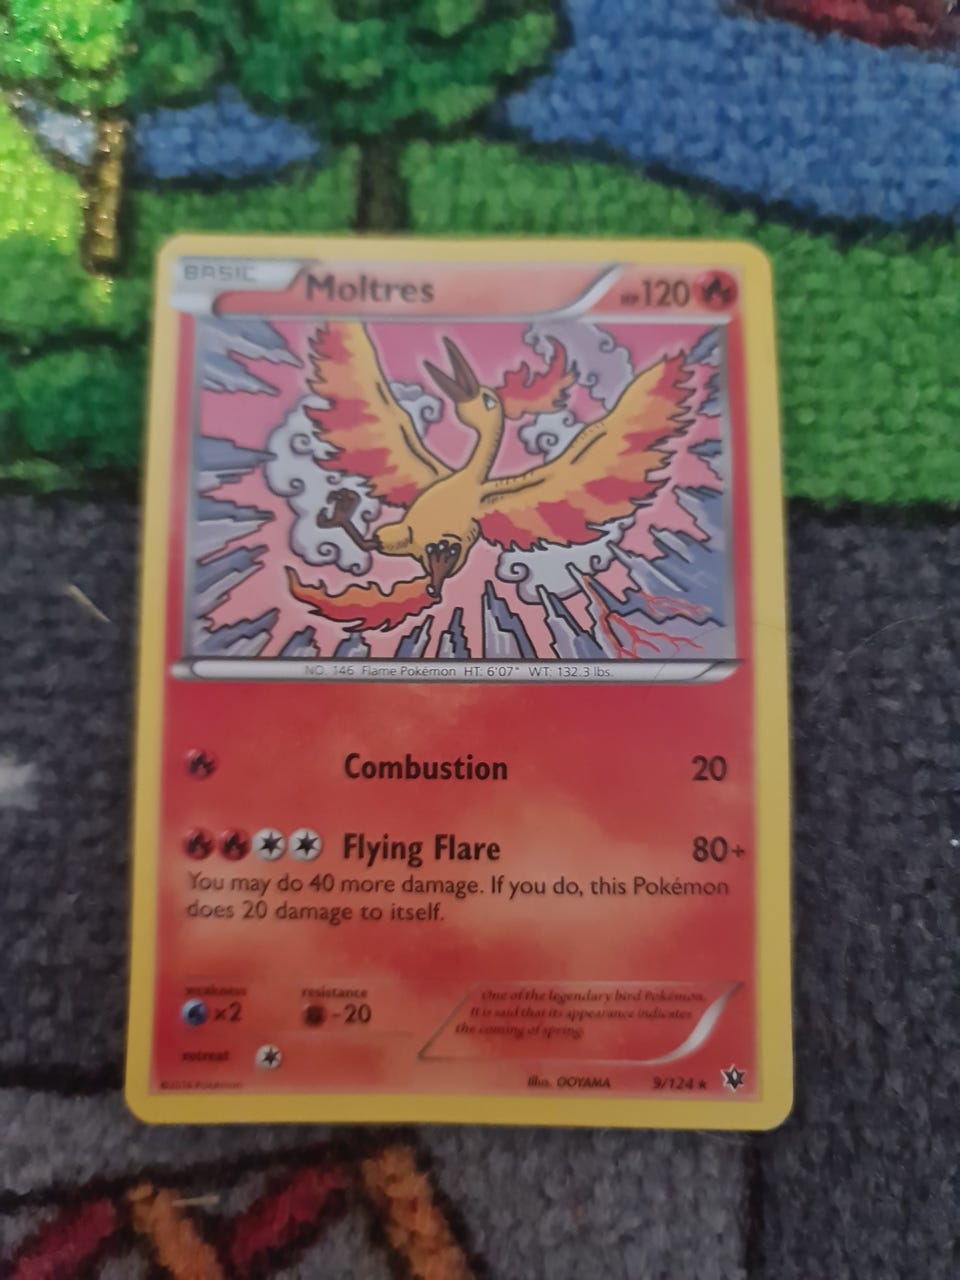 BASIC Moltres HP120
NO. 146 Flame Pokémon HT: 6'07" WT: 132.3 lbs.
Combustion 20
Flying Flare 80+
You may do 40 more damage. If you do, this Pokémon
does 20 damage to itself.
weakness resistance
×2 -20
retreat
One of the legendary bird Pokémon.
It is said that its appearance indicates
the coming of spring.
©2016 Pokémon Illus. OOYAMA 9/124 ★